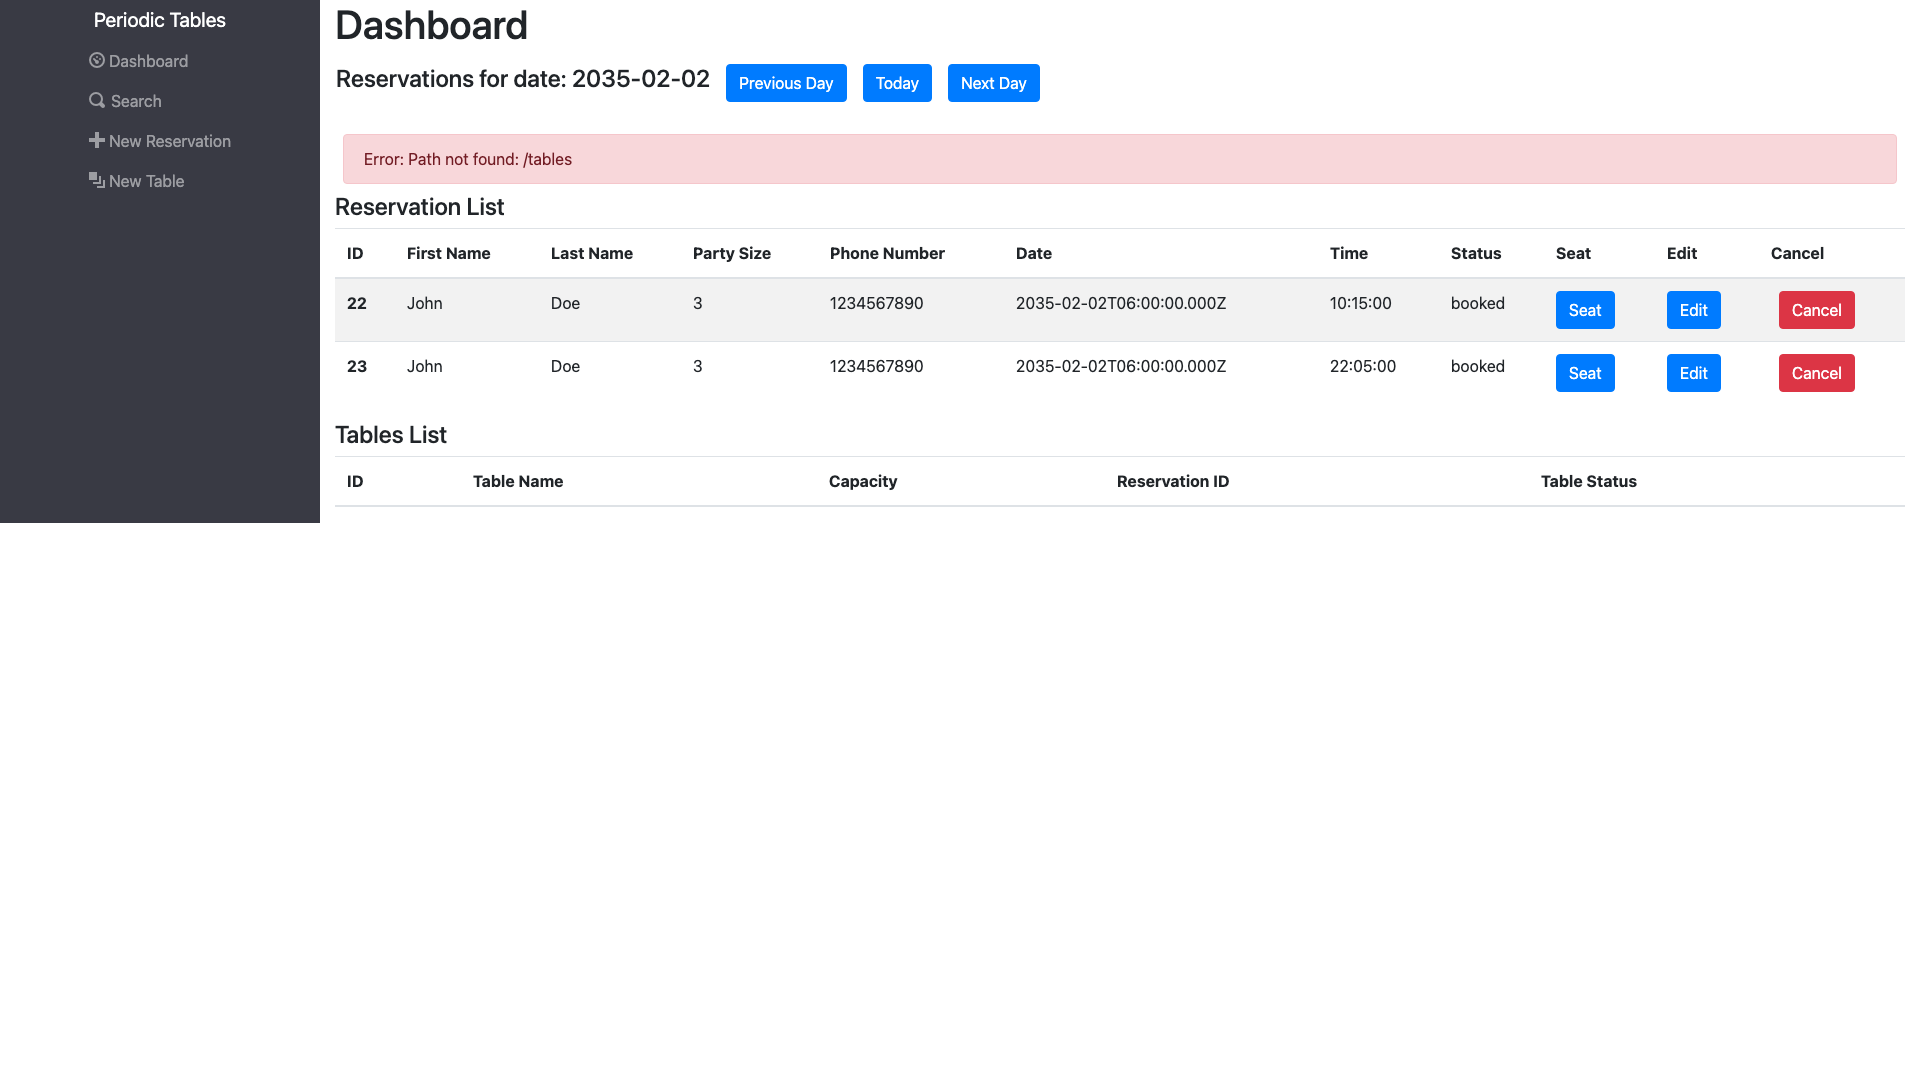 Periodic Tables
Dashboard
Search
New Reservation
New Table
Dashboard
Reservations for date: 2035-02-02 Previous Day Today Next Day
Error: Path not found: /tables
Reservation List
ID First Name Last Name Party Size Phone Number Date Time Status Seat Edit Cancel
22 John Doe 3 1234567890 2035-02-02T06:00:00.000Z 10:15:00 booked Seat Edit Cancel
23 John Doe 3 1234567890 2035-02-02T06:00:00.000Z 22:05:00 booked Seat Edit Cancel
Tables List
ID Table Name Capacity Reservation ID Table Status